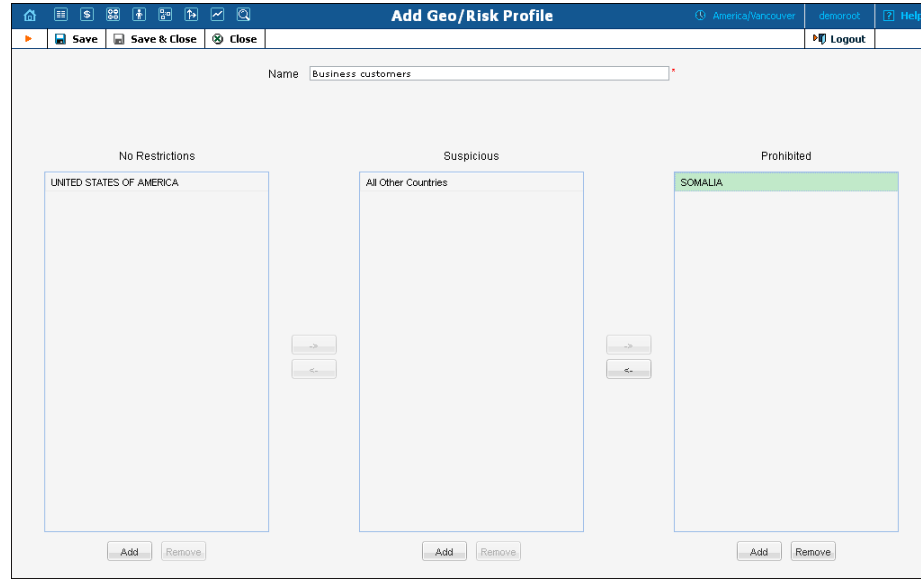 Add Geo/Risk Profile
America/Vancouver
demoroot
? Help
Save
Save & Close
Close
Logout
Name Business customers *
No Restrictions
Suspicious
Prohibited
UNITED STATES OF AMERICA
All Other Countries
SOMALIA
->
->
<-
<-
Add Remove
Add Remove
Add Remove